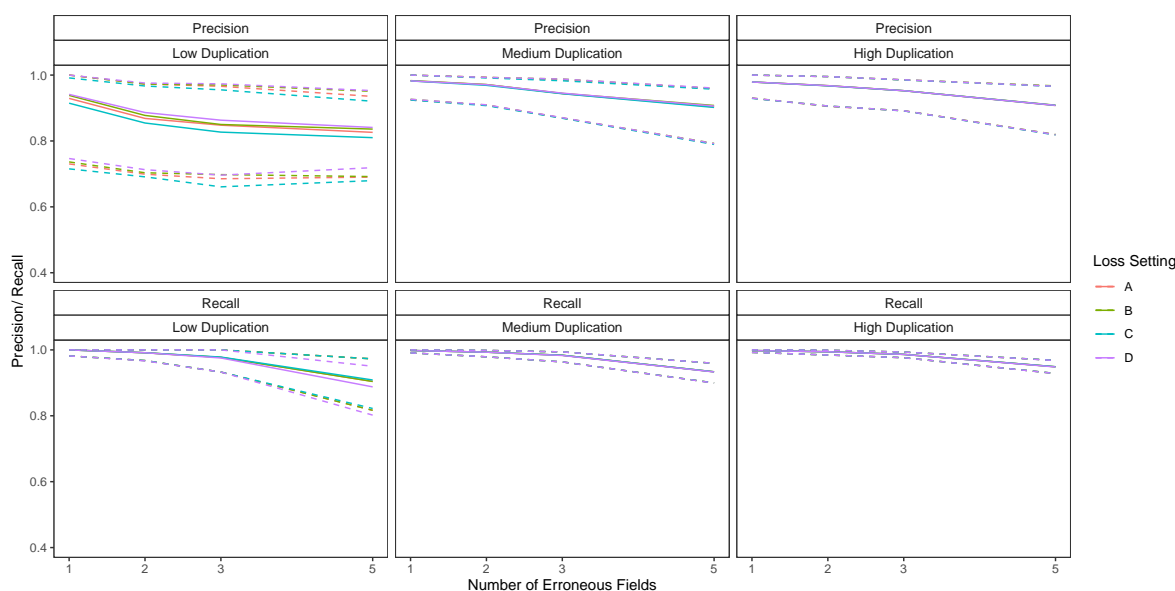 Precision
Precision
Precision
Low Duplication
Medium Duplication
High Duplication
1.0
0.8
0.6
0.4
Recall
Recall
Recall
Low Duplication
Medium Duplication
High Duplication
1.0
0.8
0.6
0.4
Precision/ Recall
1 2 3 5
1 2 3 5
1 2 3 5
Number of Erroneous Fields
Loss Setting
A
B
C
D